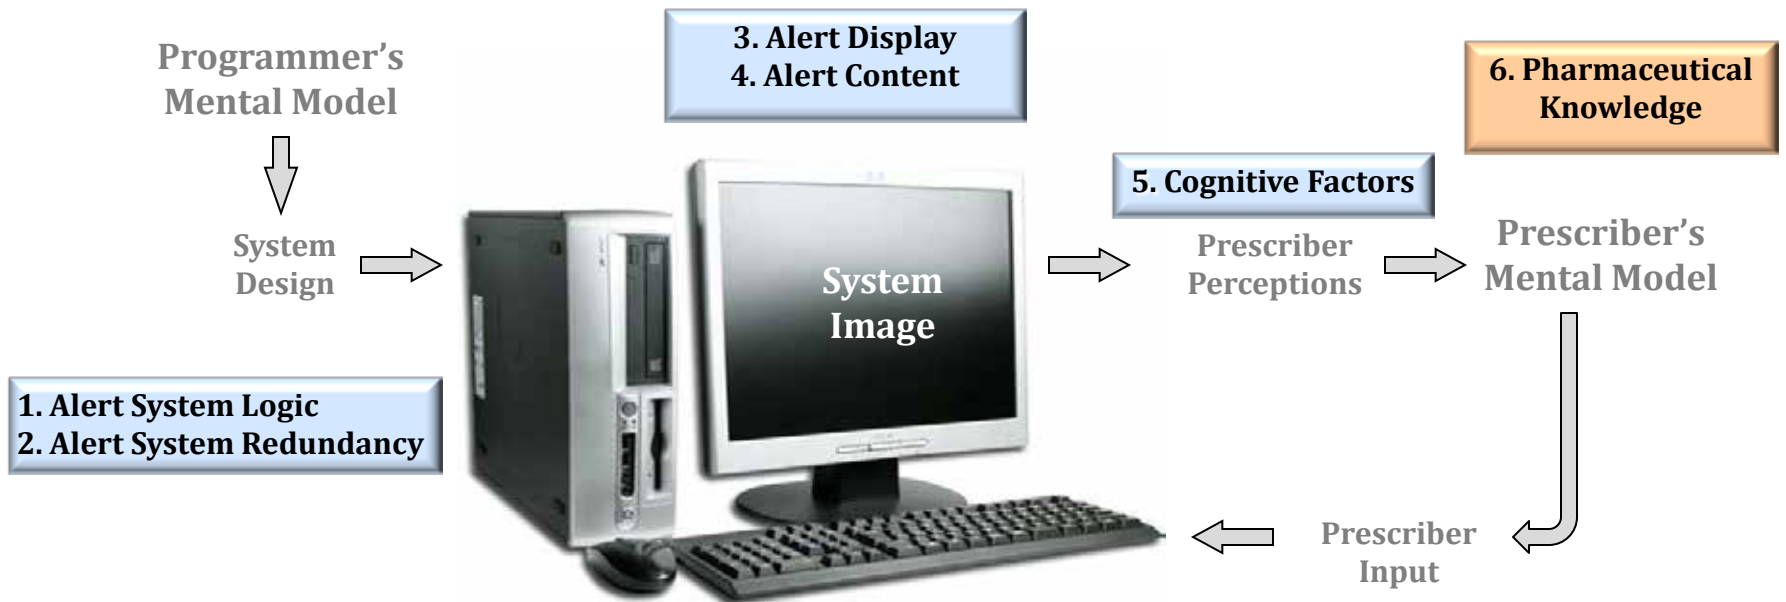 Programmer’s
Mental Model
System
Design
1. Alert System Logic
2. Alert System Redundancy
3. Alert Display
4. Alert Content
System
Image
5. Cognitive Factors
Prescriber
Perceptions
6. Pharmaceutical
Knowledge
Prescriber’s
Mental Model
Prescriber
Input